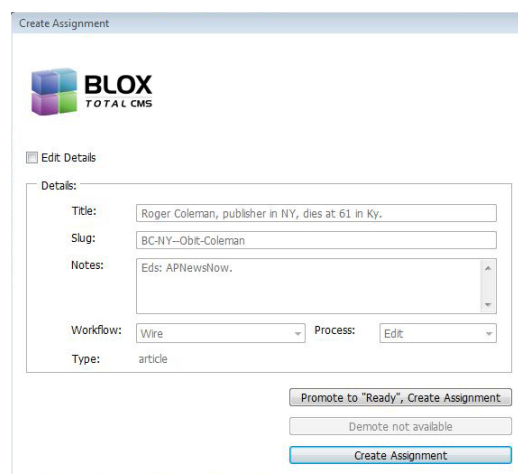 Create Assignment
BLOX
TOTAL CMS
Edit Details
Details:
Title: Roger Coleman, publisher in NY, dies at 61 in Ky.
Slug: BC-NY--Obit-Coleman
Notes: Eds: APNewsNow.
Workflow: Wire Process: Edit
Type: article
Promote to "Ready", Create Assignment
Demote not available
Create Assignment